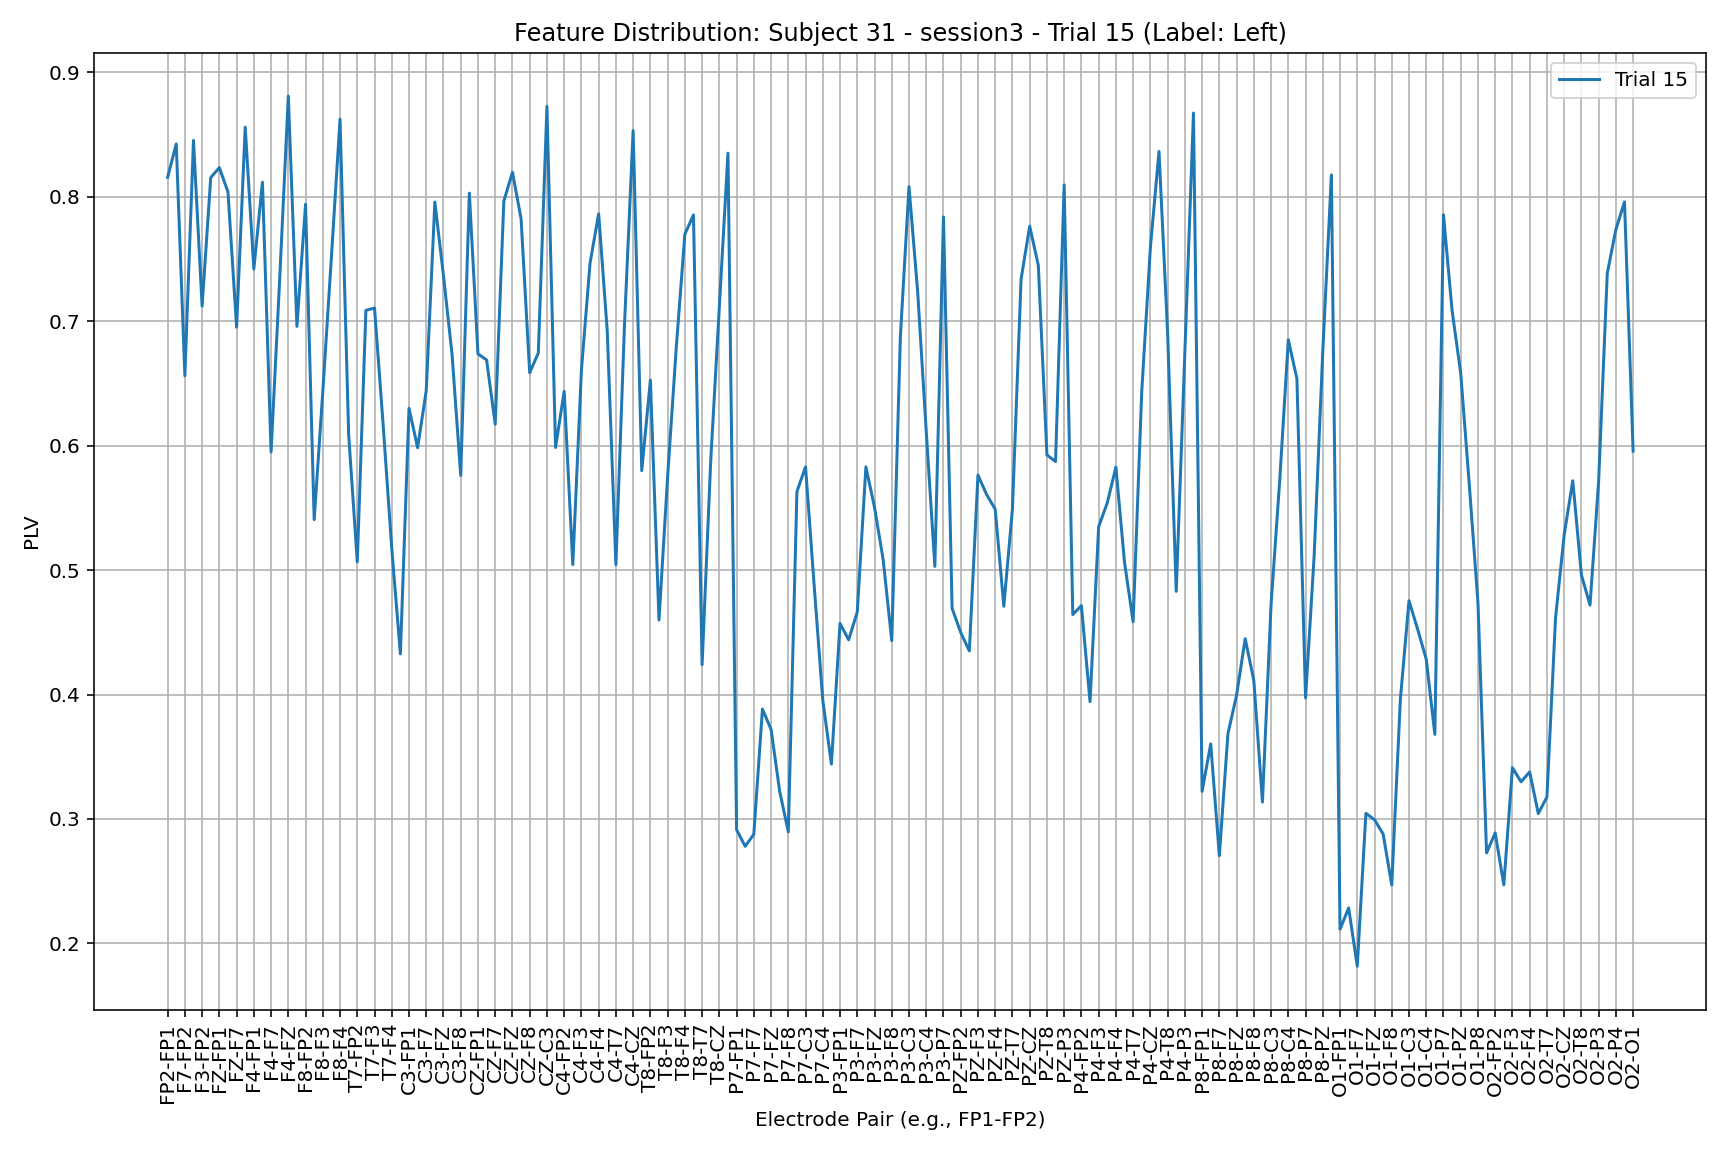 Feature Distribution: Subject 31 - session3 - Trial 15 (Label: Left)
Trial 15
0.9
0.8
0.7
0.6
0.5
0.4
0.3
0.2
PLV
FP2-FP1
F7-FP2
F3-FP2
FZ-FP1
FZ-F7
F4-FP1
F4-F7
F4-FZ
F8-FP2
F8-F3
F8-F4
T7-FP2
T7-F3
T7-F4
C3-FP1
C3-F7
C3-FZ
C3-F8
CZ-FP1
CZ-F7
CZ-FZ
CZ-F8
CZ-C3
C4-FP2
C4-F3
C4-F4
C4-T7
C4-CZ
T8-FP2
T8-F3
T8-F4
T8-T7
T8-CZ
P7-FP1
P7-F7
P7-FZ
P7-F8
P7-C3
P7-C4
P3-FP1
P3-F7
P3-FZ
P3-F8
P3-C3
P3-C4
P3-P7
PZ-FP2
PZ-F3
PZ-F4
PZ-T7
PZ-CZ
PZ-T8
PZ-P3
P4-FP2
P4-F3
P4-F4
P4-T7
P4-CZ
P4-T8
P4-P3
P8-FP1
P8-F7
P8-FZ
P8-F8
P8-C3
P8-C4
P8-P7
P8-PZ
O1-FP1
O1-F7
O1-FZ
O1-F8
O1-C3
O1-C4
O1-P7
O1-PZ
O1-P8
O2-FP2
O2-F3
O2-F4
O2-T7
O2-CZ
O2-T8
O2-P3
O2-P4
O2-O1
Electrode Pair (e.g., FP1-FP2)